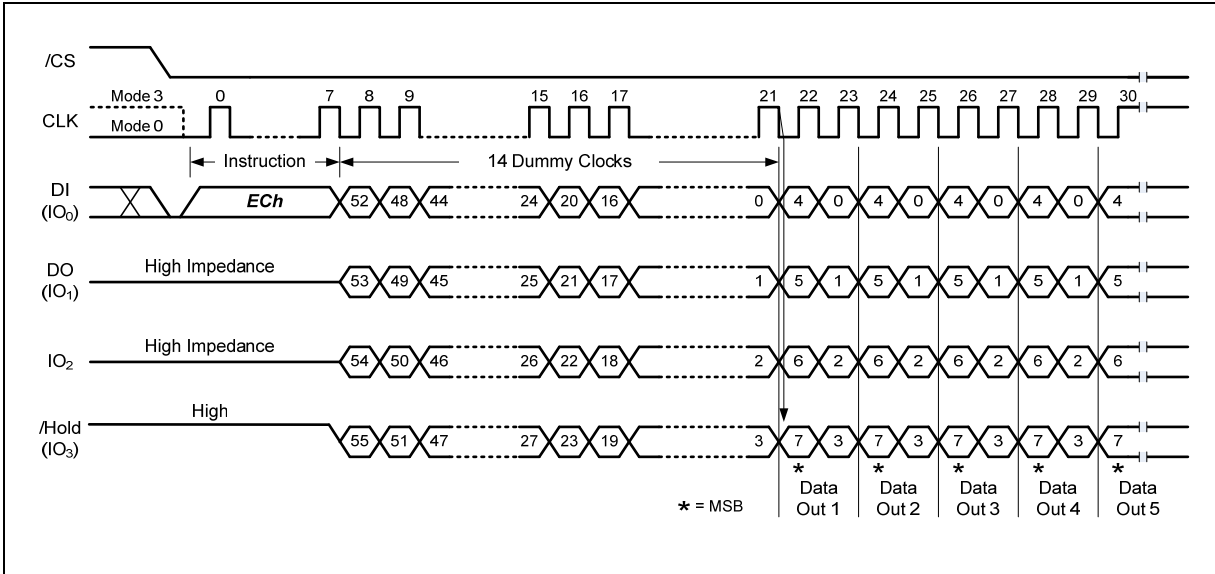 /CS
Mode 3 0 7 8 9 15 16 17 21 22 23 24 25 26 27 28 29 30
CLK
Mode 0
Instruction 14 Dummy Clocks
DI
(IO0)
ECh 52 48 44 24 20 16 0 4 0 4 0 4 0 4 0 4
DO
(IO1)
High Impedance
53 49 45 25 21 17 1 5 1 5 1 5 1 5 1 5
IO2
High Impedance
54 50 46 26 22 18 2 6 2 6 2 6 2 6 2 6
/Hold
(IO3)
High
55 51 47 27 23 19 3 7 3 7 3 7 3 7 3 7
* * * * *
* = MSB
Data Out 1
Data Out 2
Data Out 3
Data Out 4
Data Out 5